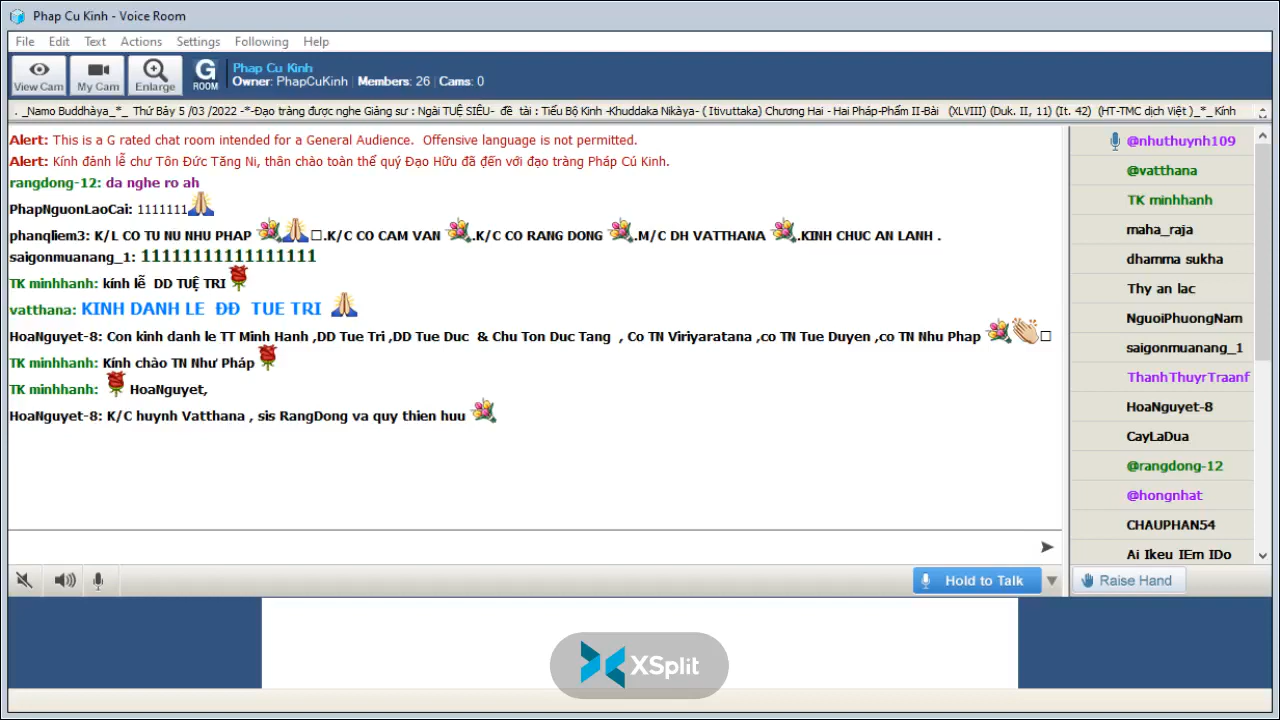 Phap Cu Kinh - Voice Room
File Edit Text Actions Settings Following Help
View Cam My Cam Enlarge G ROOM
Phap Cu Kinh
Owner: PhapCuKinh | Members: 26 | Cams: 0
. _Namo Buddhàya_*_ Thứ Bảy 5 /03 /2022 -*-Đạo tràng được nghe Giảng sư : Ngài TUỆ SIÊU- đề tài : Tiểu Bộ Kinh -Khuddaka Nikàya- ( Itivuttaka) Chương Hai - Hai Pháp-Phẩm II-Bài (XLVIII) (Duk. II, 11) (It. 42) (HT-TMC dịch Việt )_*_ Kính
Alert: This is a G rated chat room intended for a General Audience. Offensive language is not permitted.
Alert: Kính đảnh lễ chư Tôn Đức Tăng Ni, thân chào toàn thể quý Đạo Hữu đã đến với đạo tràng Pháp Cú Kinh.
rangdong-12: da nghe ro ah
PhapNguonLaoCai: 1111111
phanqliem3: K/L CO TU NU NHU PHAP .K/C CO CAM VAN .K/C CO RANG DONG .M/C DH VATTHANA .KINH CHUC AN LANH .
saigonmuanang_1: 11111111111111111
TK minhhanh: kính lễ DD TUỆ TRI
vatthana: KINH DANH LE ĐĐ TUE TRI
HoaNguyet-8: Con kinh danh le TT Minh Hanh ,DD Tue Tri ,DD Tue Duc & Chu Ton Duc Tang , Co TN Viriyaratana ,co TN Tue Duyen ,co TN Nhu Phap
TK minhhanh: Kính chào TN Như Pháp
TK minhhanh: HoaNguyet,
HoaNguyet-8: K/C huynh Vatthana , sis RangDong va quy thien huu
@nhuthuynh109
@vatthana
TK minhhanh
maha_raja
dhamma sukha
Thy an lac
NguoiPhuongNam
saigonmuanang_1
ThanhThuyrTraanf
HoaNguyet-8
CayLaDua
@rangdong-12
@hongnhat
CHAUPHAN54
Ai Ikeu IEm IDo
Hold to Talk
Raise Hand
XSplit